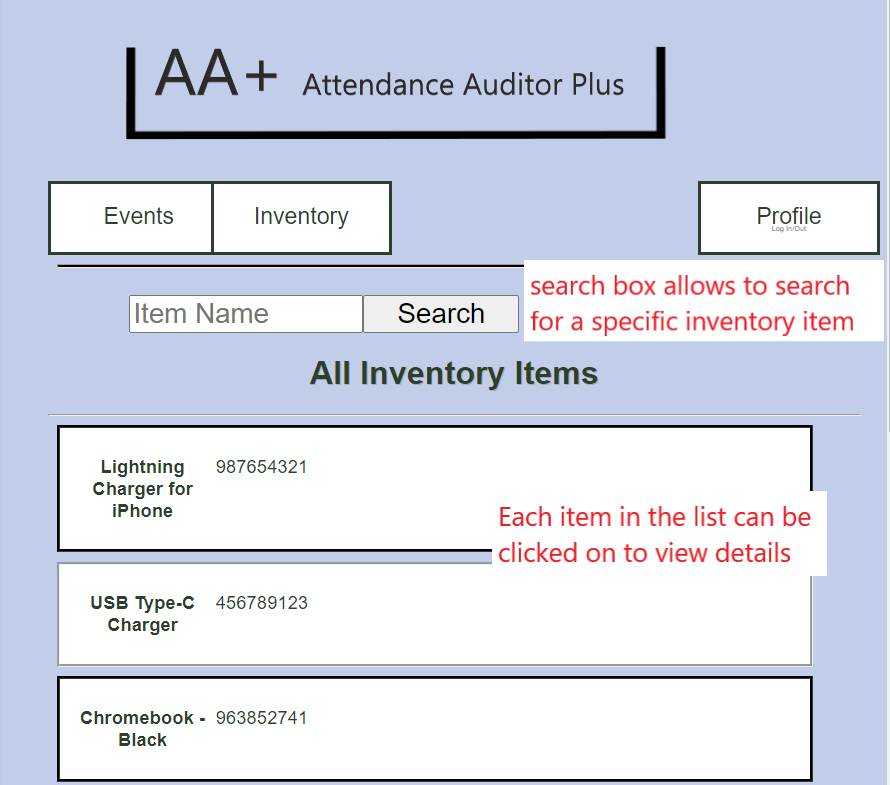 AA+ Attendance Auditor Plus
Events Inventory Profile
Log In/Out
search box allows to search
for a specific inventory item
Item Name Search
All Inventory Items
Lightning 987654321
Charger for
iPhone
Each item in the list can be
clicked on to view details
USB Type-C 456789123
Charger
Chromebook - 963852741
Black